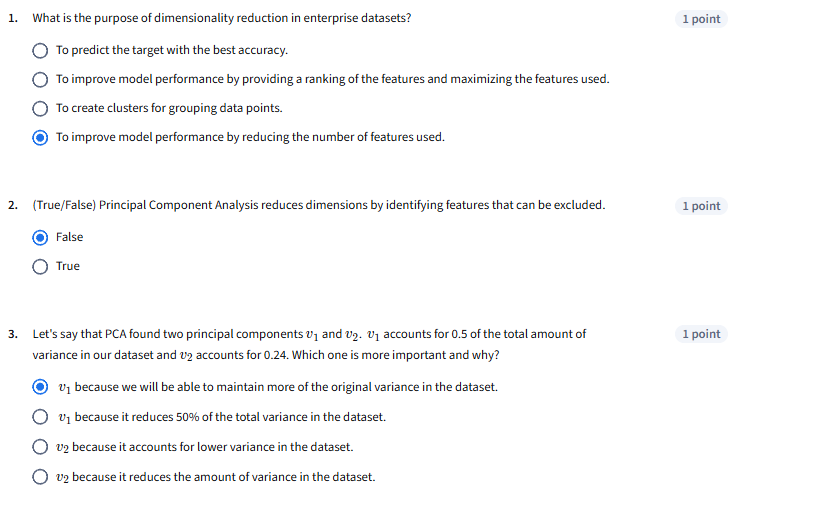 1. What is the purpose of dimensionality reduction in enterprise datasets? 1 point
To predict the target with the best accuracy.
To improve model performance by providing a ranking of the features and maximizing the features used.
To create clusters for grouping data points.
To improve model performance by reducing the number of features used.
2. (True/False) Principal Component Analysis reduces dimensions by identifying features that can be excluded. 1 point
False
True
3. Let's say that PCA found two principal components v₁ and v₂. v₁ accounts for 0.5 of the total amount of 1 point
variance in our dataset and v₂ accounts for 0.24. Which one is more important and why?
v₁ because we will be able to maintain more of the original variance in the dataset.
v₁ because it reduces 50% of the total variance in the dataset.
v₂ because it accounts for lower variance in the dataset.
v₂ because it reduces the amount of variance in the dataset.